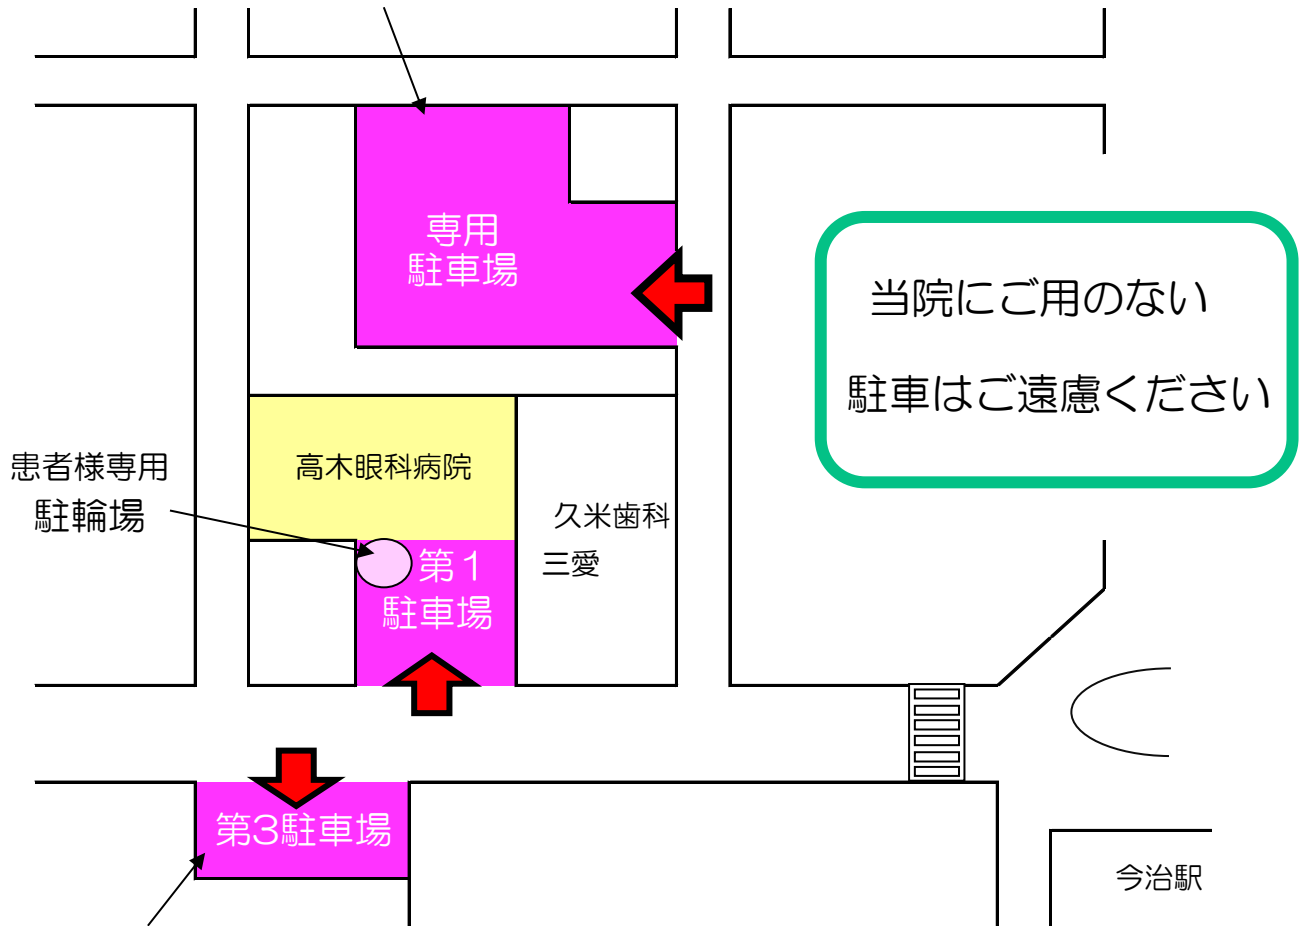 専用
駐車場
当院にご用のない
駐車はご遠慮ください
患者様専用
駐輪場
高木眼科病院
久米歯科
三愛
第１
駐車場
第3駐車場
今治駅